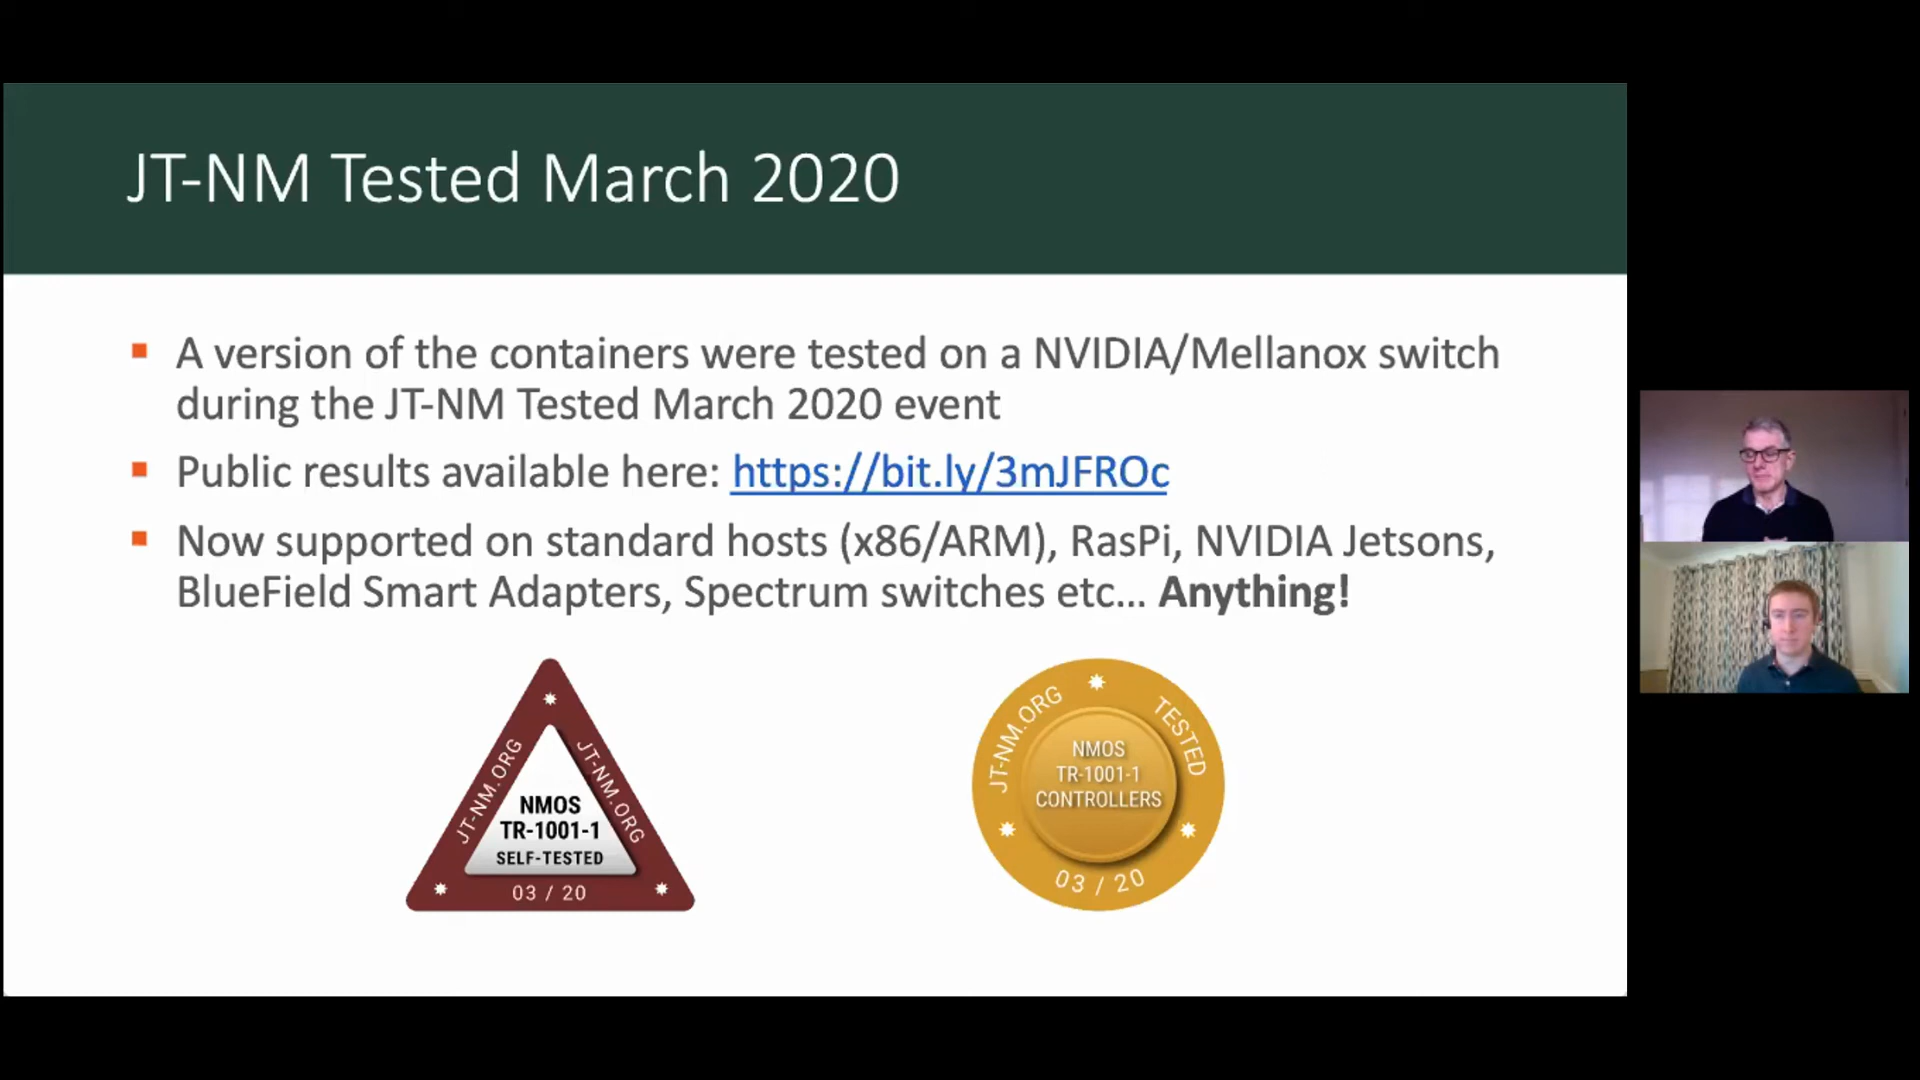 JT-NM Tested March 2020
A version of the containers were tested on a NVIDIA/Mellanox switch
during the JT-NM Tested March 2020 event
Public results available here: https://bit.ly/3mJFROc
Now supported on standard hosts (x86/ARM), RasPi, NVIDIA Jetsons,
BlueField Smart Adapters, Spectrum switches etc... Anything!
JT-NM.ORG
JT-NM.ORG
NMOS
TR-1001-1
SELF-TESTED
03 / 20
JT-NM.ORG
TESTED
NMOS
TR-1001-1
CONTROLLERS
03 / 20